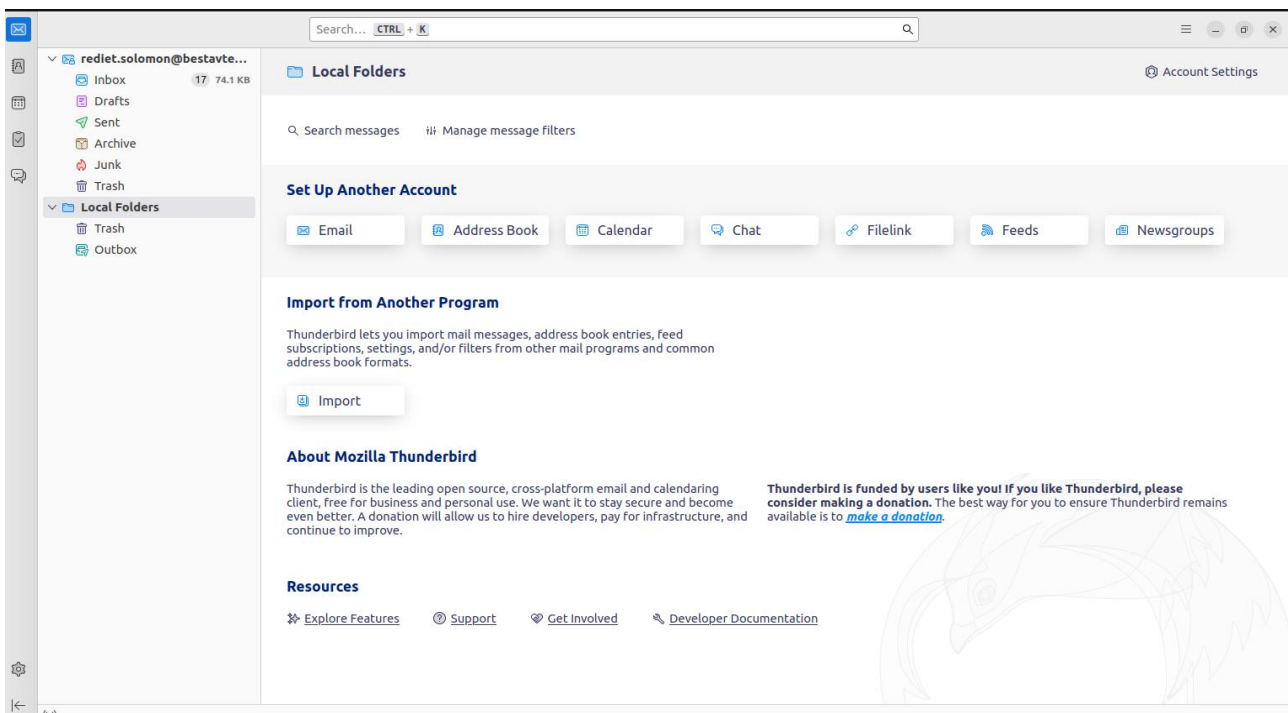 Search... CTRL + K
rediet.solomon@bestavte...
Inbox 17 74.1 KB
Drafts
Sent
Archive
Junk
Trash
Local Folders
Trash
Outbox
Local Folders
Account Settings
Search messages Manage message filters
Set Up Another Account
Email Address Book Calendar Chat Filelink Feeds Newsgroups
Import from Another Program
Thunderbird lets you import mail messages, address book entries, feed
subscriptions, settings, and/or filters from other mail programs and common
address book formats.
Import
About Mozilla Thunderbird
Thunderbird is the leading open source, cross-platform email and calendaring
client, free for business and personal use. We want it to stay secure and become
even better. A donation will allow us to hire developers, pay for infrastructure, and
continue to improve.
Thunderbird is funded by users like you! If you like Thunderbird, please
consider making a donation. The best way for you to ensure Thunderbird remains
available is to make a donation.
Resources
Explore Features Support Get Involved Developer Documentation